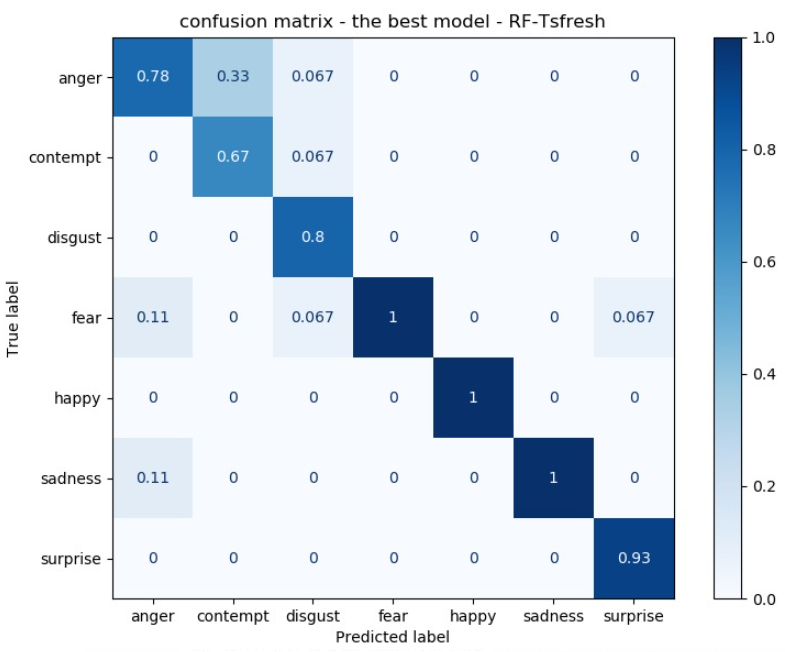 confusion matrix - the best model - RF-Tsfresh
anger 0.78 0.33 0.067 0 0 0 0
contempt 0 0.67 0.067 0 0 0 0
disgust 0 0 0.8 0 0 0 0
fear 0.11 0 0.067 1 0 0 0.067
happy 0 0 0 0 1 0 0
sadness 0.11 0 0 0 0 1 0
surprise 0 0 0 0 0 0 0.93
anger contempt disgust fear happy sadness surprise
Predicted label
True label
1.0
0.8
0.6
0.4
0.2
0.0